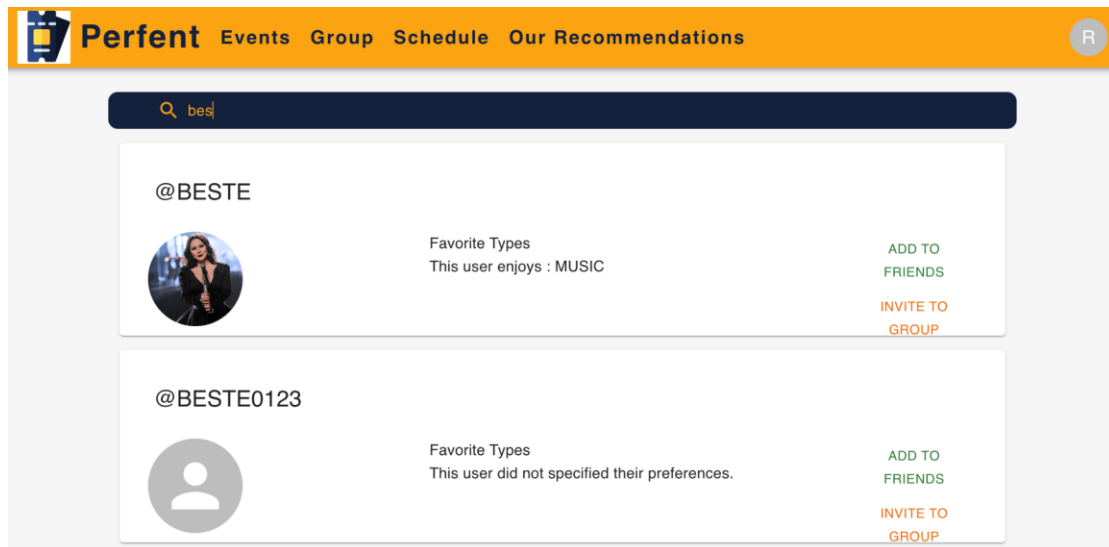 Perfent Events Group Schedule Our Recommendations R
bes
@BESTE
Favorite Types
This user enjoys : MUSIC
ADD TO
FRIENDS
INVITE TO
GROUP
@BESTE0123
Favorite Types
This user did not specified their preferences.
ADD TO
FRIENDS
INVITE TO
GROUP